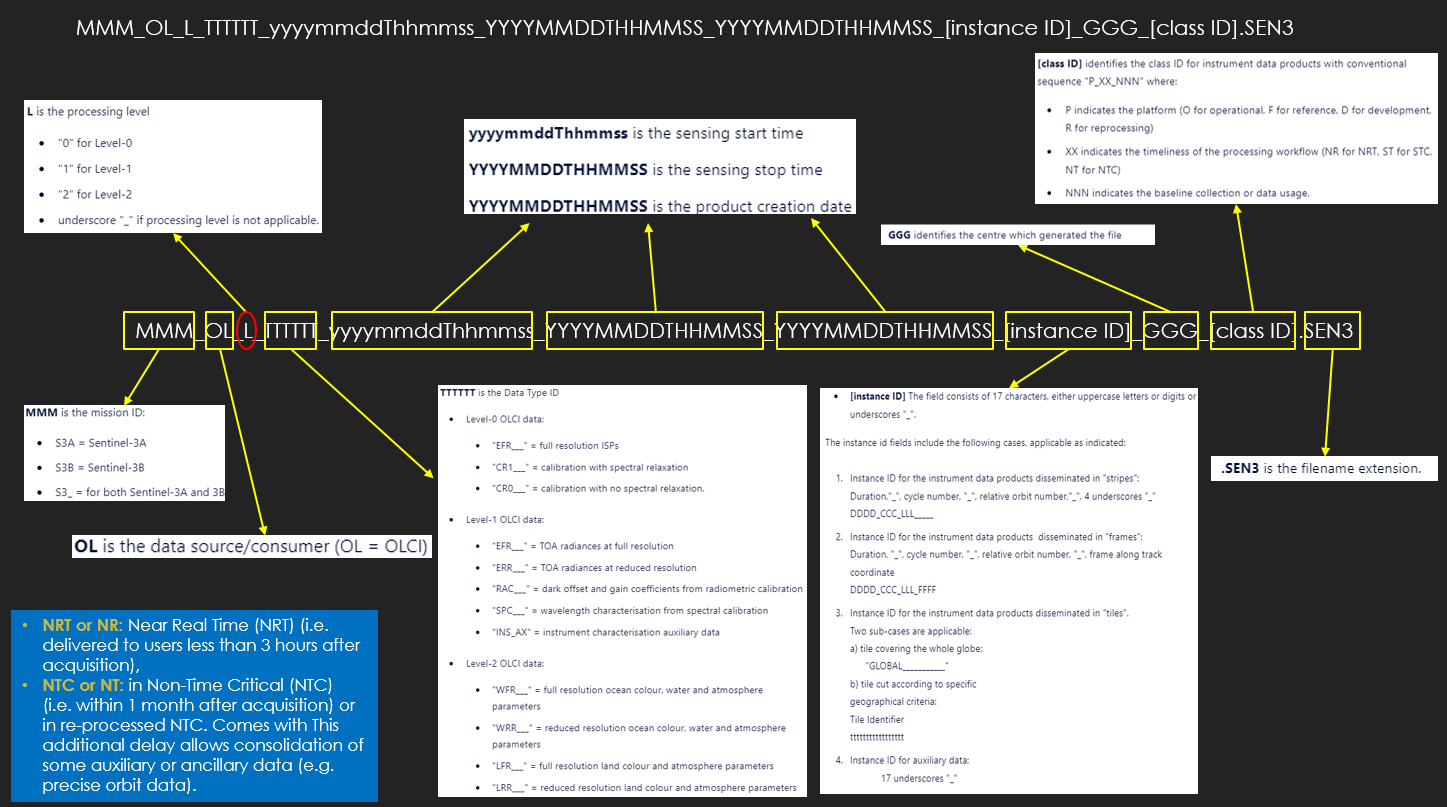 MMM_OL_L_TTTTTT_yyyymmddThhmmss_YYYYMMDDTHHMMSS_YYYYMMDDTHHMMSS_[instance ID]_GGG_[class ID].SEN3
L is the processing level
• "0" for Level-0
• "1" for Level-1
• "2" for Level-2
• underscore "_" if processing level is not applicable.
yyyymmddThhmmss is the sensing start time
YYYYMMDDTHHMMSS is the sensing stop time
YYYYMMDDTHHMMSS is the product creation date
[class ID] identifies the class ID for instrument data products with conventional
sequence "P_XX_NNN" where:
• P indicates the platform (O for operational, F for reference, D for development,
R for reprocessing)
• XX indicates the timeliness of the processing workflow (NR for NRT, ST for STC,
NT for NTC)
• NNN indicates the baseline collection or data usage.
GGG identifies the centre which generated the file
MMM_OL_L_TTTTTT_yyyymmddThhmmss_YYYYMMDDTHHMMSS_YYYYMMDDTHHMMSS_[instance ID]_GGG_[class ID].SEN3
MMM is the mission ID:
• S3A = Sentinel-3A
• S3B = Sentinel-3B
• S3_ = for both Sentinel-3A and 3B
OL is the data source/consumer (OL = OLCI)
TTTTTT is the Data Type ID
• Level-0 OLCI data:
• "EFR___" = full resolution ISPs
• "CR1___" = calibration with spectral relaxation
• "CR0___" = calibration with no spectral relaxation.
• Level-1 OLCI data:
• "EFR___" = TOA radiances at full resolution
• "ERR___" = TOA radiances at reduced resolution
• "RAC___" = dark offset and gain coefficients from radiometric calibration
• "SPC___" = wavelength characterisation from spectral calibration
• "INS_AX" = instrument characterisation auxiliary data
• Level-2 OLCI data:
• "WFR___" = full resolution ocean colour, water and atmosphere
parameters
• "WRR___" = reduced resolution ocean colour, water and atmosphere
parameters
• "LFR___" = full resolution land colour and atmosphere parameters
• "LRR___" = reduced resolution land colour and atmosphere parameters
• [instance ID] The field consists of 17 characters, either uppercase letters or digits or
underscores "_".
The instance id fields include the following cases, applicable as indicated:
1. Instance ID for the instrument data products disseminated in "stripes":
Duration,"_", cycle number, "_", relative orbit number,"_", 4 underscores "_"
DDDD_CCC_LLL_____
2. Instance ID for the instrument data products disseminated in "frames":
Duration, "_", cycle number, "_", relative orbit number, "_", frame along track
coordinate
DDDD_CCC_LLL_FFFF
3. Instance ID for the instrument data products disseminated in "tiles".
Two sub-cases are applicable:
a) tile covering the whole globe:
"GLOBAL___________"
b) tile cut according to specific
geographical criteria:
Tile Identifier
ttttttttttttttttt
4. Instance ID for auxiliary data:
17 underscores "_"
.SEN3 is the filename extension.
• NRT or NR: Near Real Time (NRT) (i.e.
delivered to users less than 3 hours after
acquisition),
• NTC or NT: in Non-Time Critical (NTC)
(i.e. within 1 month after acquisition) or
in re-processed NTC. Comes with This
additional delay allows consolidation of
some auxiliary or ancillary data (e.g.
precise orbit data).